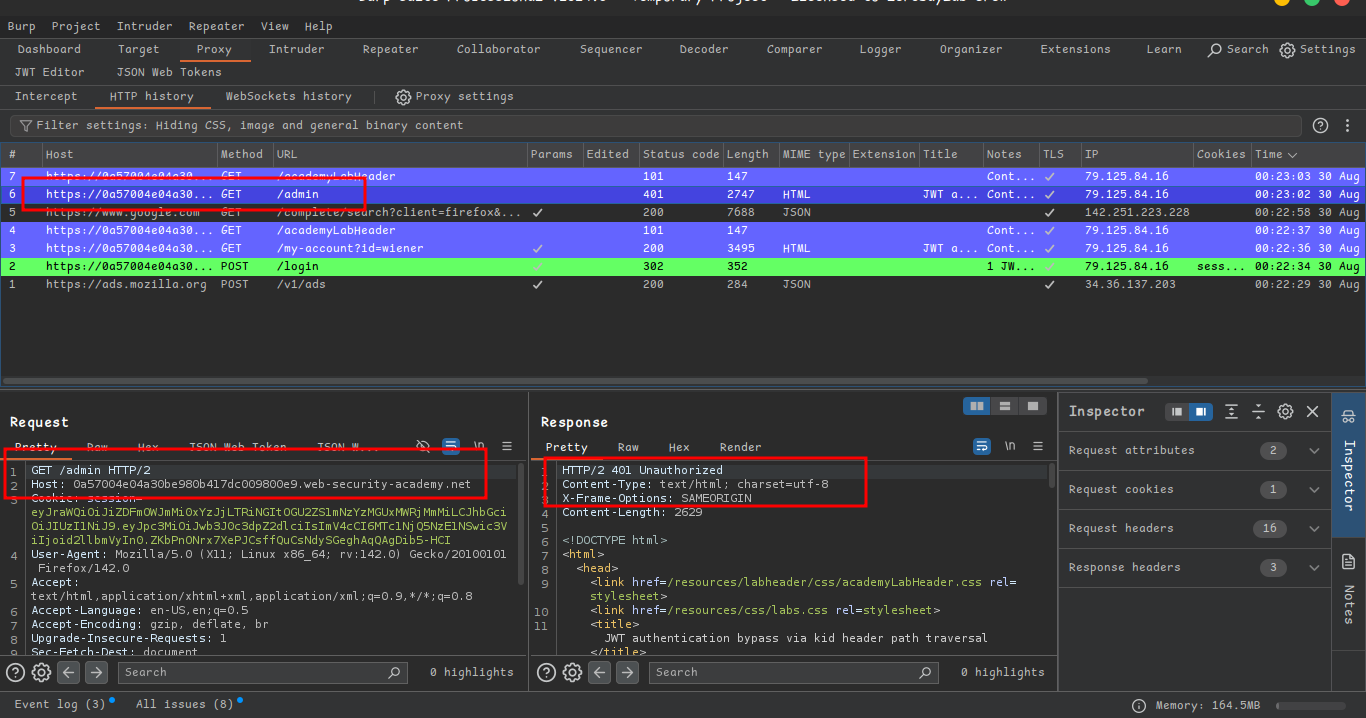 Burp Project Intruder Repeater View Help
Dashboard Target Proxy Intruder Repeater Collaborator Sequencer Decoder Comparer Logger Organizer Extensions Learn Search Settings
JWT Editor JSON Web Tokens
Intercept HTTP history WebSockets history Proxy settings
Filter settings: Hiding CSS, image and general binary content
# Host Method URL Params Edited Status code Length MIME type Extension Title Notes TLS IP Cookies Time
7 https://0a57004e04a30... GET /academyLabHeader 101 147 Cont... ✓ 79.125.84.16 00:23:03 30 Aug
6 https://0a57004e04a30... GET /admin 401 2747 HTML JWT a... Cont... ✓ 79.125.84.16 00:23:02 30 Aug
5 https://www.google.com GET /complete/search?client=firefox&... ✓ 200 7688 JSON ✓ 142.251.223.228 00:22:58 30 Aug
4 https://0a57004e04a30... GET /academyLabHeader 101 147 Cont... ✓ 79.125.84.16 00:22:37 30 Aug
3 https://0a57004e04a30... GET /my-account?id=wiener ✓ 200 3495 HTML JWT a... Cont... ✓ 79.125.84.16 00:22:36 30 Aug
2 https://0a57004e04a30... POST /login ✓ 302 352 1 JW... ✓ 79.125.84.16 sess... 00:22:34 30 Aug
1 https://ads.mozilla.org POST /v1/ads ✓ 200 284 JSON ✓ 34.36.137.203 00:22:29 30 Aug
Request
Pretty Raw Hex JSON Web Token JSON W... \n
1 GET /admin HTTP/2
2 Host: 0a57004e04a30be980b417dc009800e9.web-security-academy.net
3 Cookie: session=
4 User-Agent: Mozilla/5.0 (X11; Linux x86_64; rv:142.0) Gecko/20100101
Firefox/142.0
5 Accept:
text/html,application/xhtml+xml,application/xml;q=0.9,*/*;q=0.8
6 Accept-Language: en-US,en;q=0.5
7 Accept-Encoding: gzip, deflate, br
8 Upgrade-Insecure-Requests: 1
9 Sec-Fetch-Dest: document
Search 0 highlights
Response
Pretty Raw Hex Render \n
1 HTTP/2 401 Unauthorized
2 Content-Type: text/html; charset=utf-8
3 X-Frame-Options: SAMEORIGIN
4 Content-Length: 2629
5
6 <!DOCTYPE html>
7 <html>
8 <head>
9 <link href=/resources/labheader/css/academyLabHeader.css rel=
stylesheet>
10 <link href=/resources/css/labs.css rel=stylesheet>
11 <title>
JWT authentication bypass via kid header path traversal
</title>
Search 0 highlights
Inspector
Request attributes 2
Request cookies 1
Request headers 16
Response headers 3
Inspector
Notes
Event log (3) All issues (8) Memory: 164.5MB